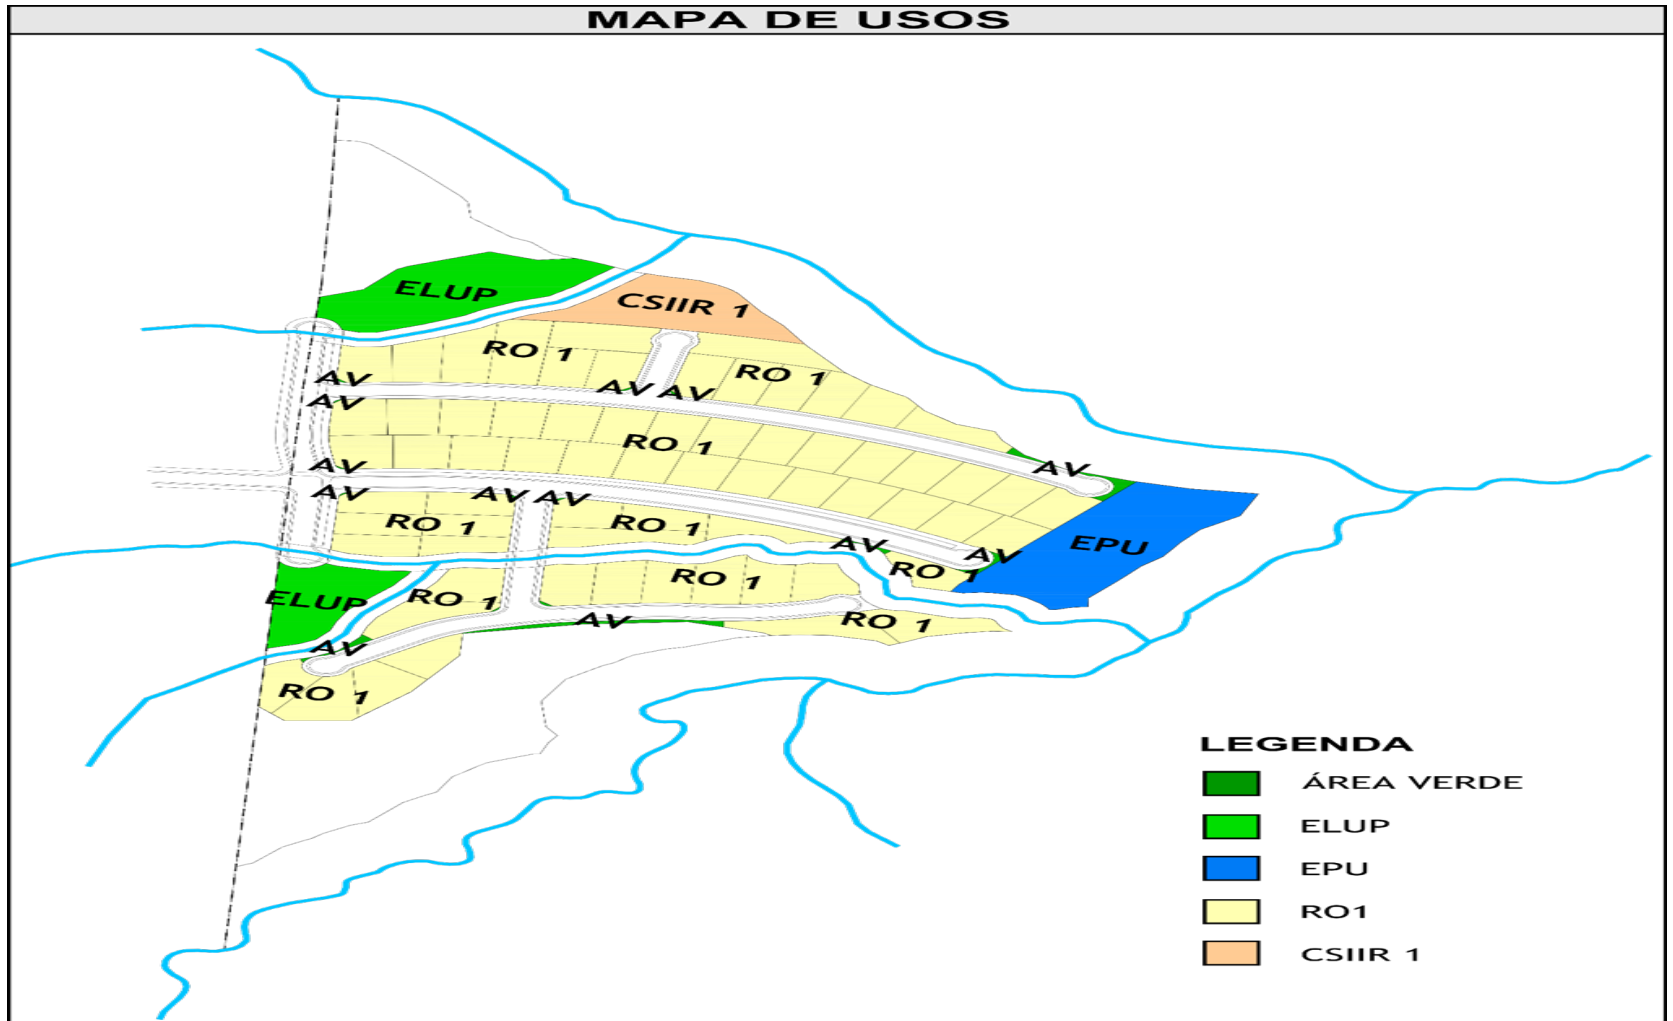 MAPA DE USOS
ELUP
CSIIR 1
RO 1
RO 1
AV
AV AV
AV
RO 1
AV
AV
AV
AV AV
RO 1
RO 1
AV
AV
EPU
RO 1
RO 1
ELUP
RO 1
AV
RO 1
AV
RO 1
LEGENDA
ÁREA VERDE
ELUP
EPU
RO1
CSIIR 1